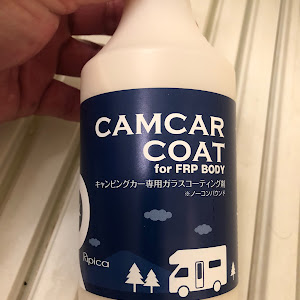 CAMCAR
COAT
for FRP BODY
キャンピングカー専用ガラスコーティング剤
※ノーコンパウンド
Papica